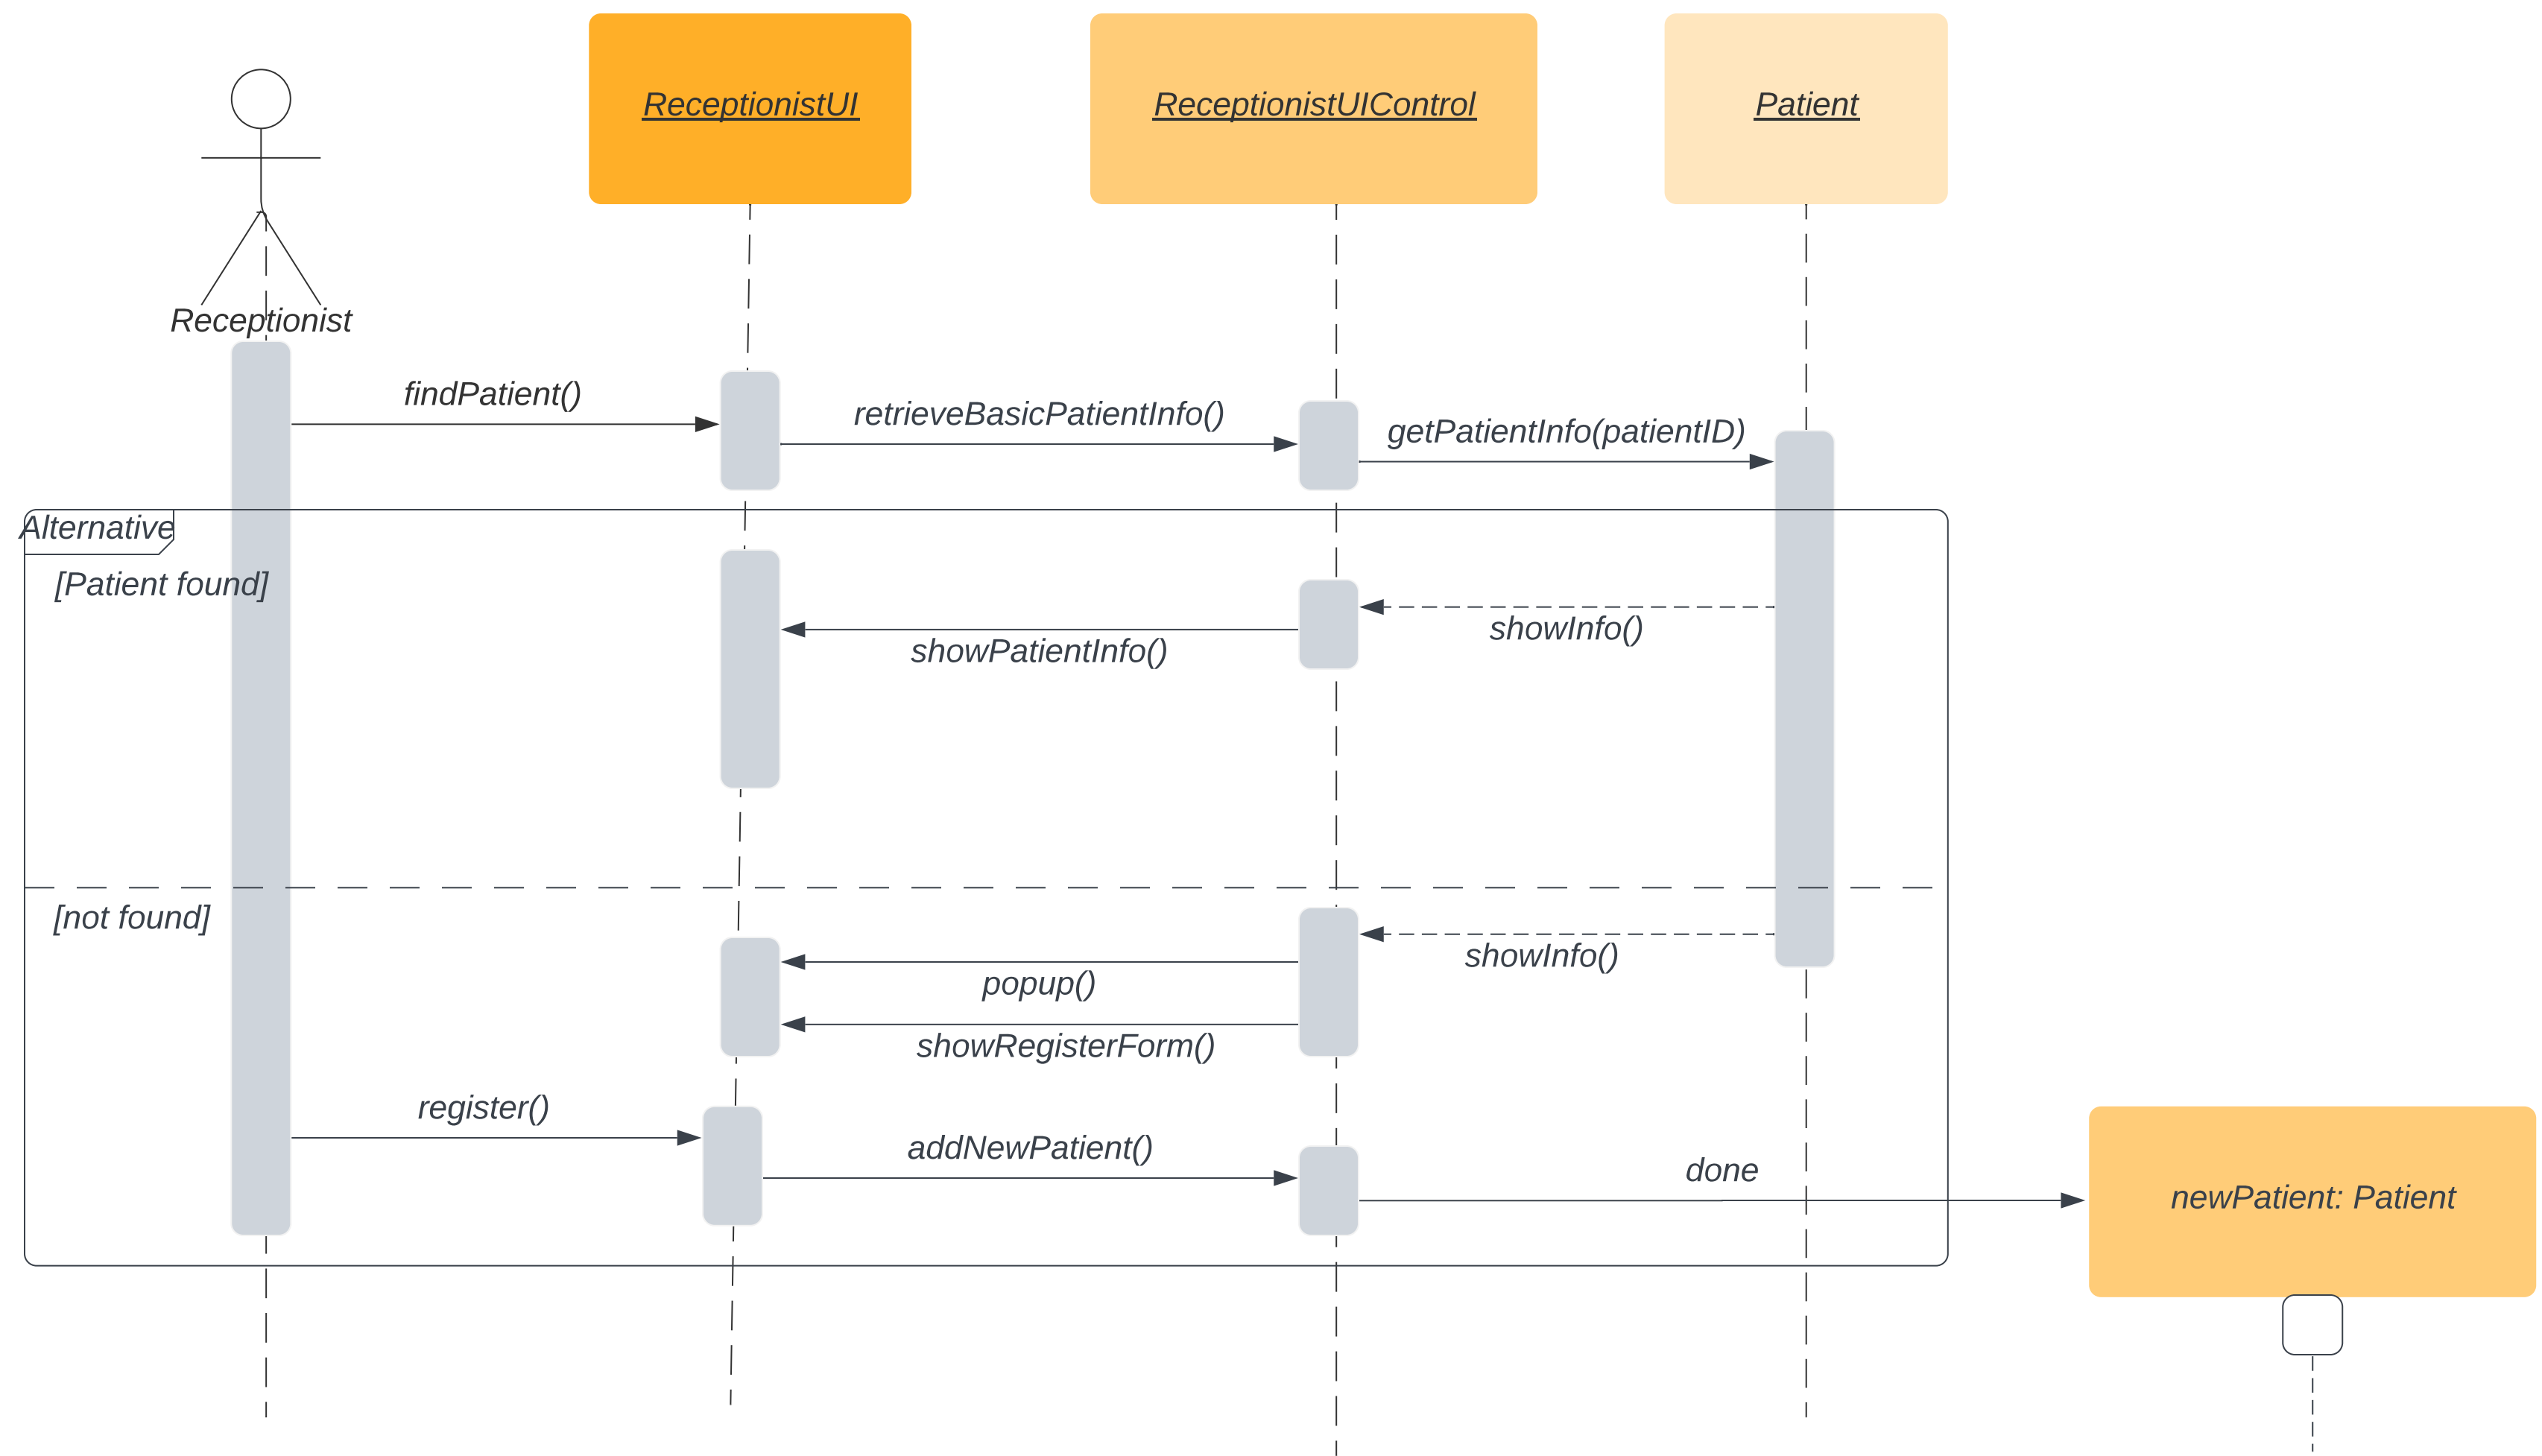 ReceptionistUI
ReceptionistUIControl
Patient
Receptionist
findPatient()
retrieveBasicPatientInfo()
getPatientInfo(patientID)
Alternative
[Patient found]
showInfo()
showPatientInfo()
[not found]
showInfo()
popup()
showRegisterForm()
register()
addNewPatient()
done
newPatient: Patient